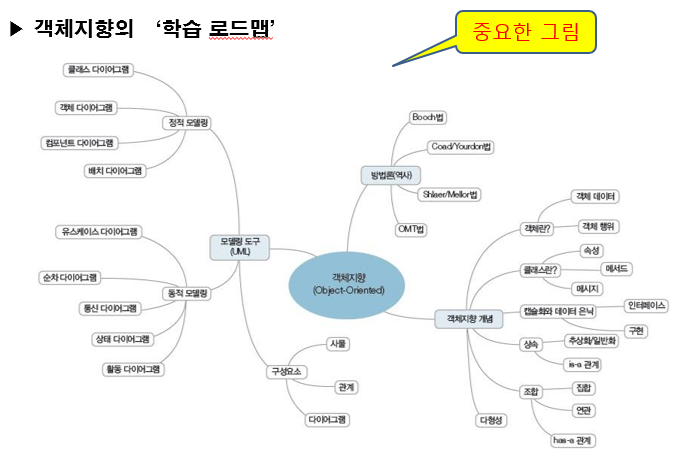 ▶ 객체지향의 ‘학습 로드맵’
중요한 그림
클래스 다이어그램
객체 다이어그램
컴포넌트 다이어그램
배치 다이어그램
정적 모델링
유스케이스 다이어그램
순차 다이어그램
통신 다이어그램
상태 다이어그램
활동 다이어그램
동적 모델링
모델링 도구
(UML)
구성요소
사물
관계
다이어그램
객체지향
(Object-Oriented)
방법론(역사)
Booch법
Coad/Yourdon법
Shlaer/Mellor법
OMT법
객체지향 개념
객체란?
객체 데이터
객체 행위
클래스란?
속성
메서드
메시지
캡슐화와 데이터 은닉
인터페이스
구현
상속
추상화/일반화
is-a 관계
조합
집합
연관
has-a 관계
다형성